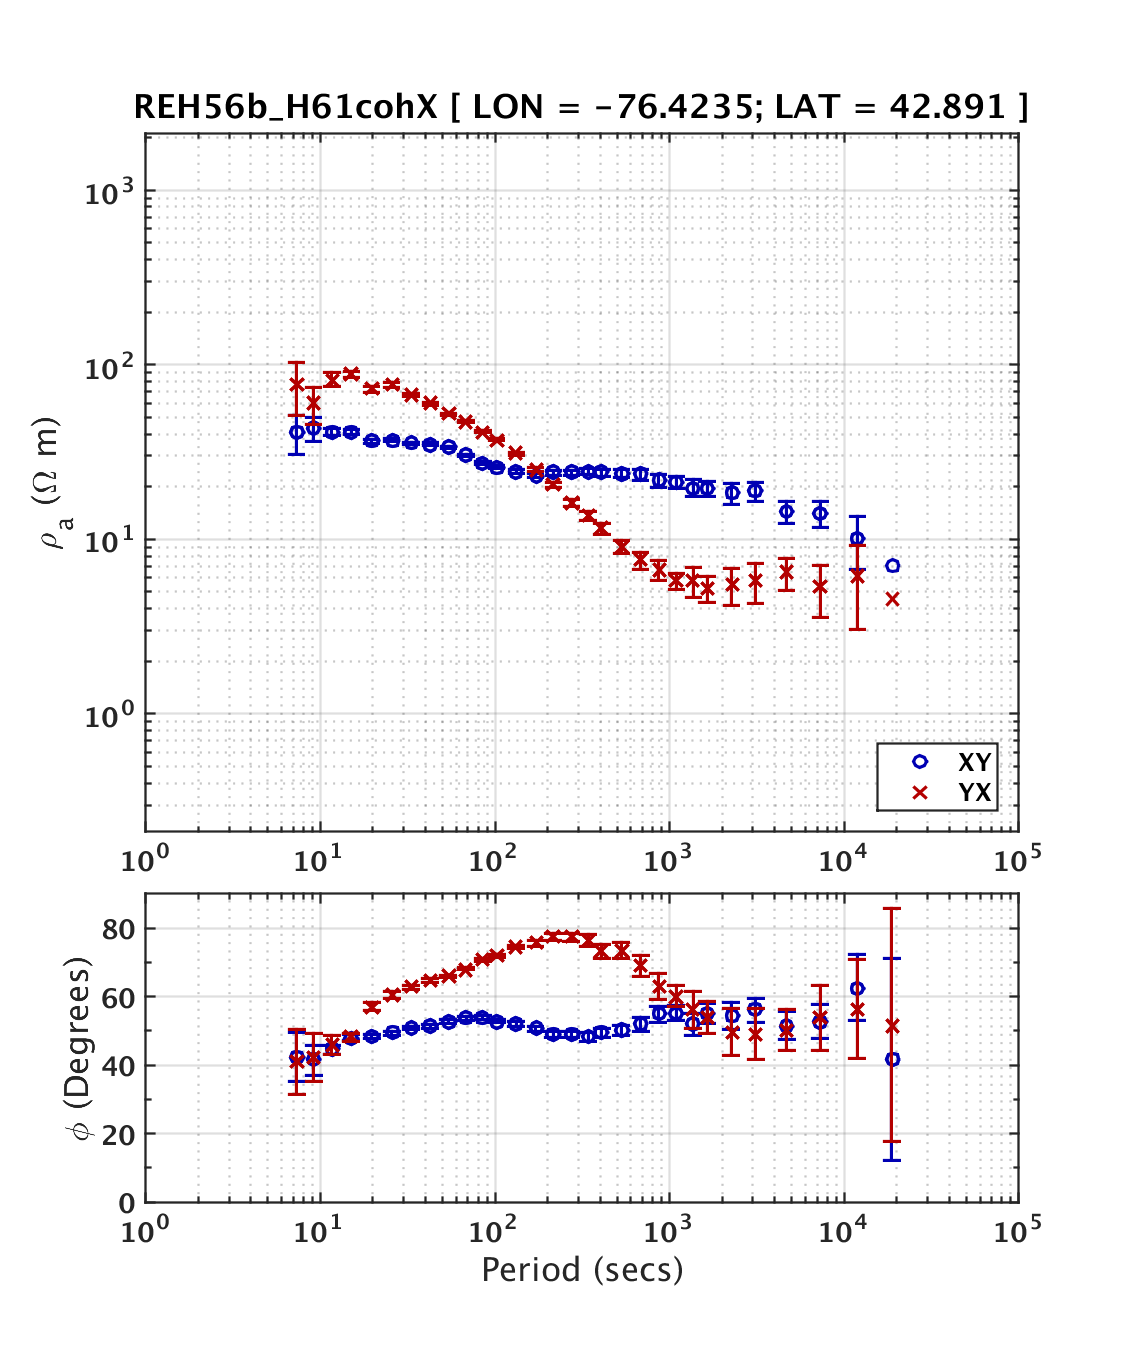 REH56b_H61cohX [ LON = −76.4235; LAT = 42.891 ]
10³
10²
10¹
10⁰
ρₐ (Ω m)
XY
YX
10⁰ 10¹ 10² 10³ 10⁴ 10⁵
80
60
40
20
0
ϕ (Degrees)
10⁰ 10¹ 10² 10³ 10⁴ 10⁵
Period (secs)